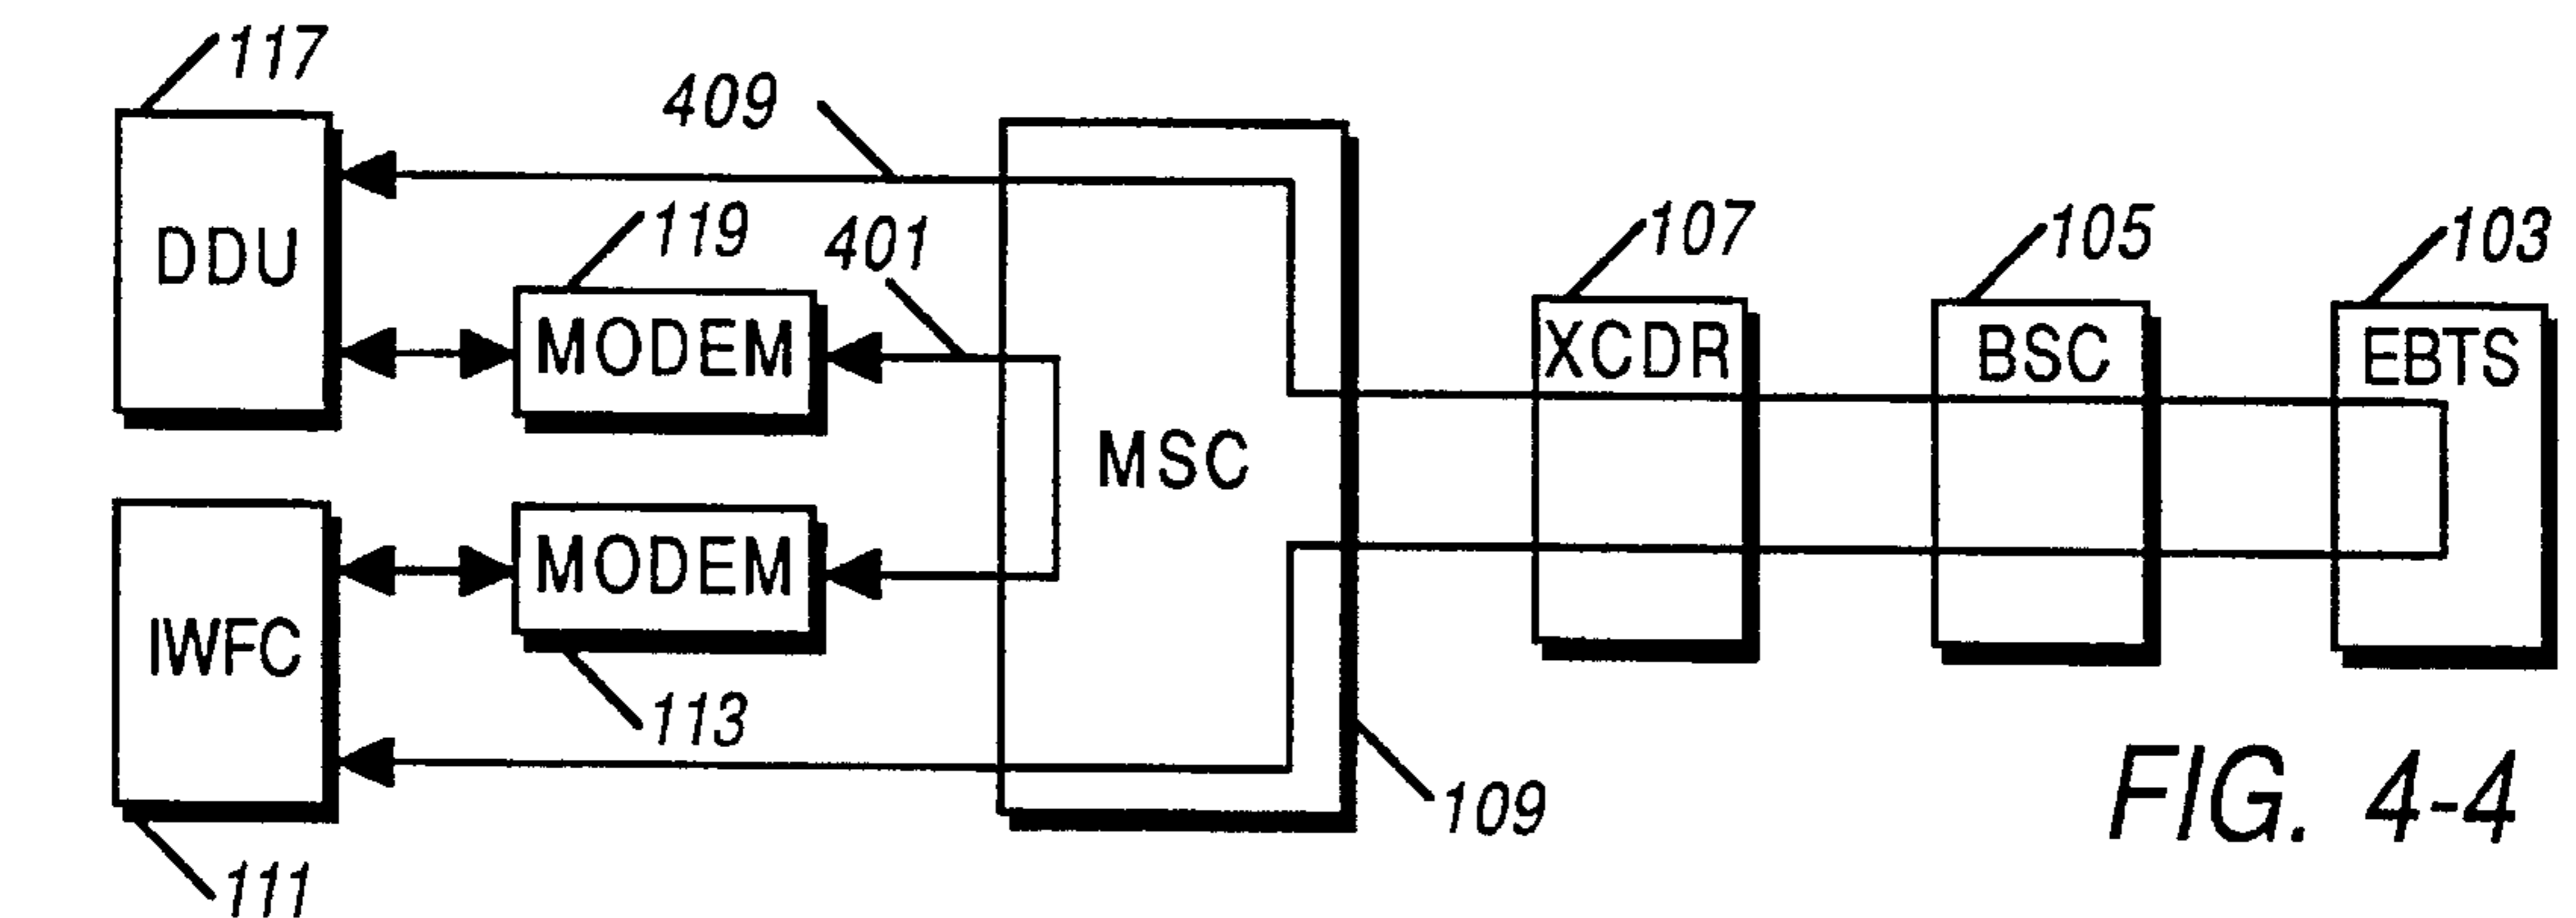 117
409
119
401
107
105
103
DDU
MODEM
XCDR
BSC
EBTS
MSC
MODEM
IWFC
113
109
111
FIG. 4-4